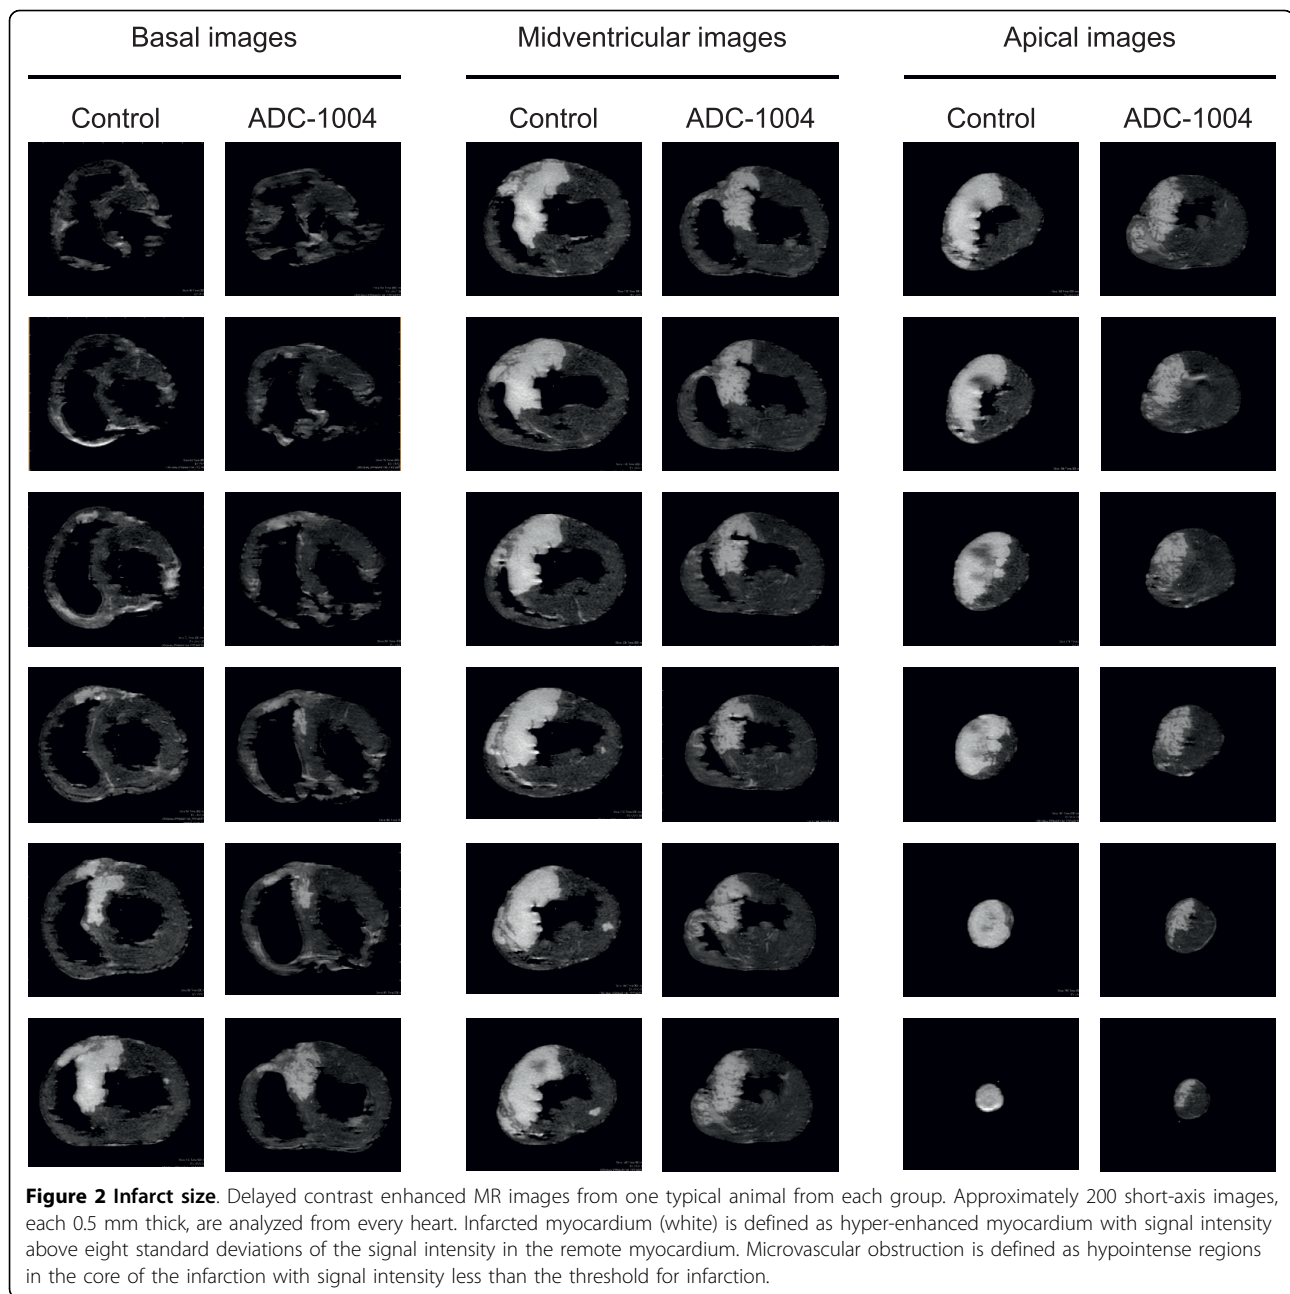 Basal images
Midventricular images
Apical images
Control
ADC-1004
Control
ADC-1004
Control
ADC-1004
Figure 2 Infarct size. Delayed contrast enhanced MR images from one typical animal from each group. Approximately 200 short-axis images,
each 0.5 mm thick, are analyzed from every heart. Infarcted myocardium (white) is defined as hyper-enhanced myocardium with signal intensity
above eight standard deviations of the signal intensity in the remote myocardium. Microvascular obstruction is defined as hypointense regions
in the core of the infarction with signal intensity less than the threshold for infarction.